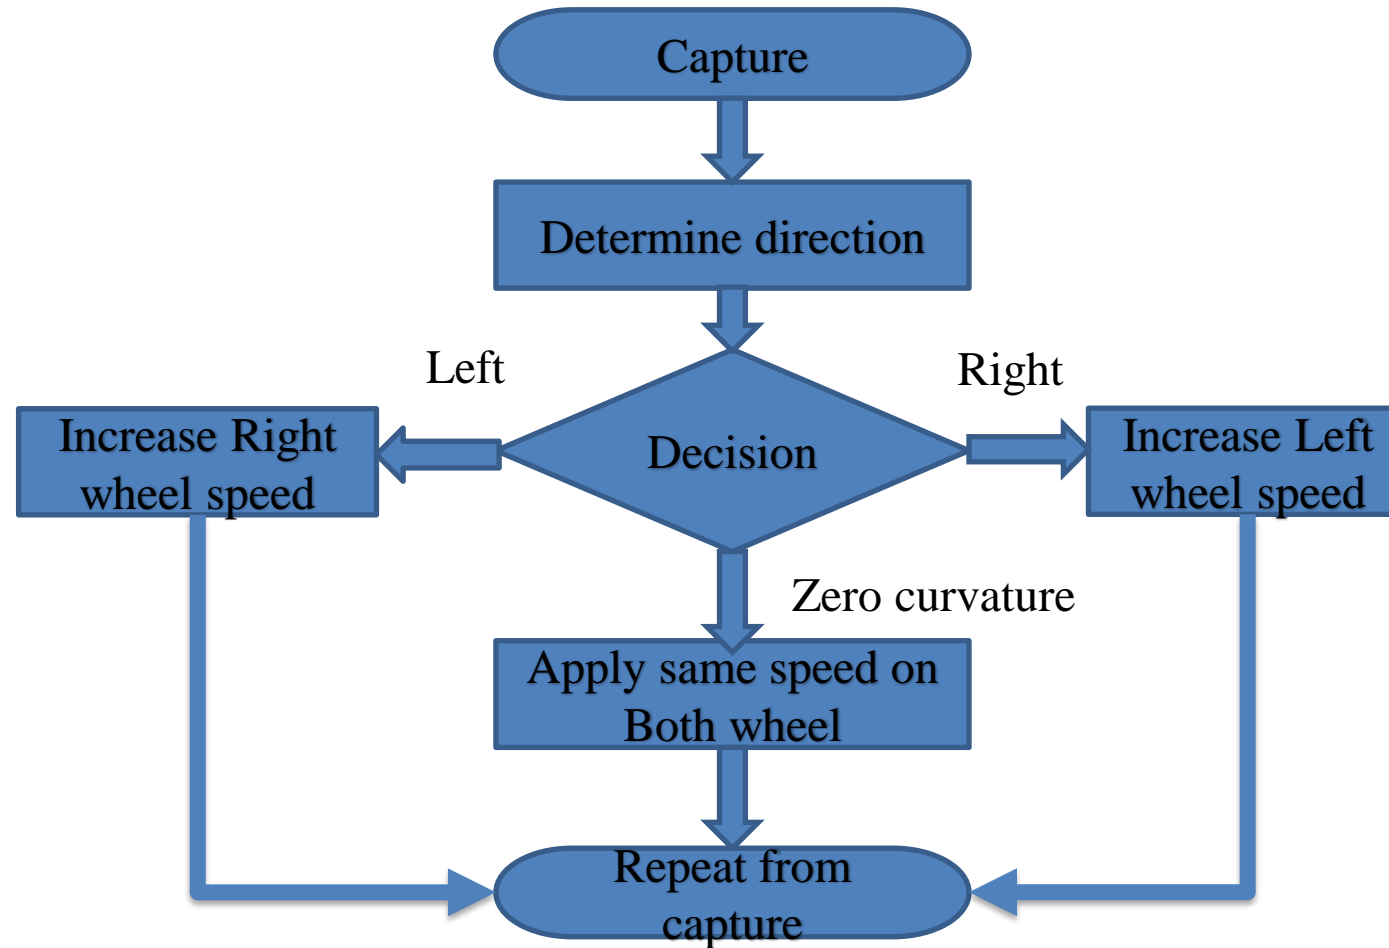 Capture
Determine direction
Left
Right
Increase Right
wheel speed
Decision
Increase Left
wheel speed
Zero curvature
Apply same speed on
Both wheel
Repeat from
capture